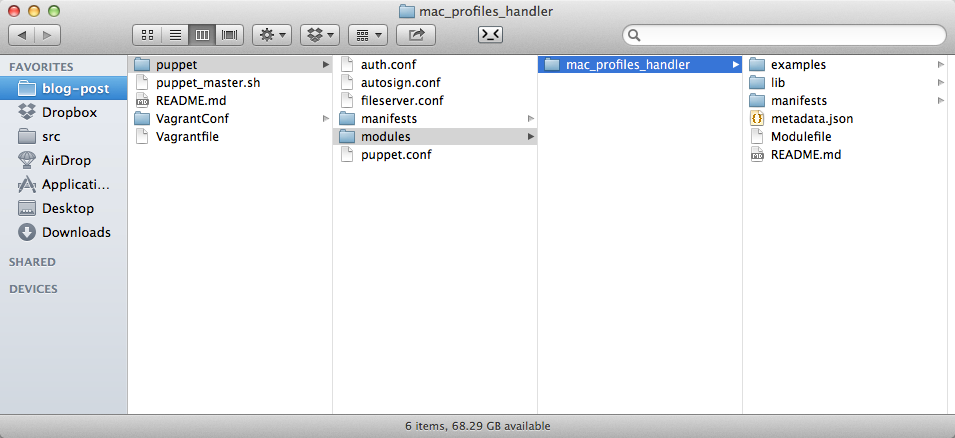 mac_profiles_handler
FAVORITES
blog-post
Dropbox
src
AirDrop
Applicati...
Desktop
Downloads
SHARED
DEVICES
puppet
puppet_master.sh
README.md
VagrantConf
Vagrantfile
auth.conf
autosign.conf
fileserver.conf
manifests
modules
puppet.conf
mac_profiles_handler
examples
lib
manifests
metadata.json
Modulefile
README.md
6 items, 68.29 GB available